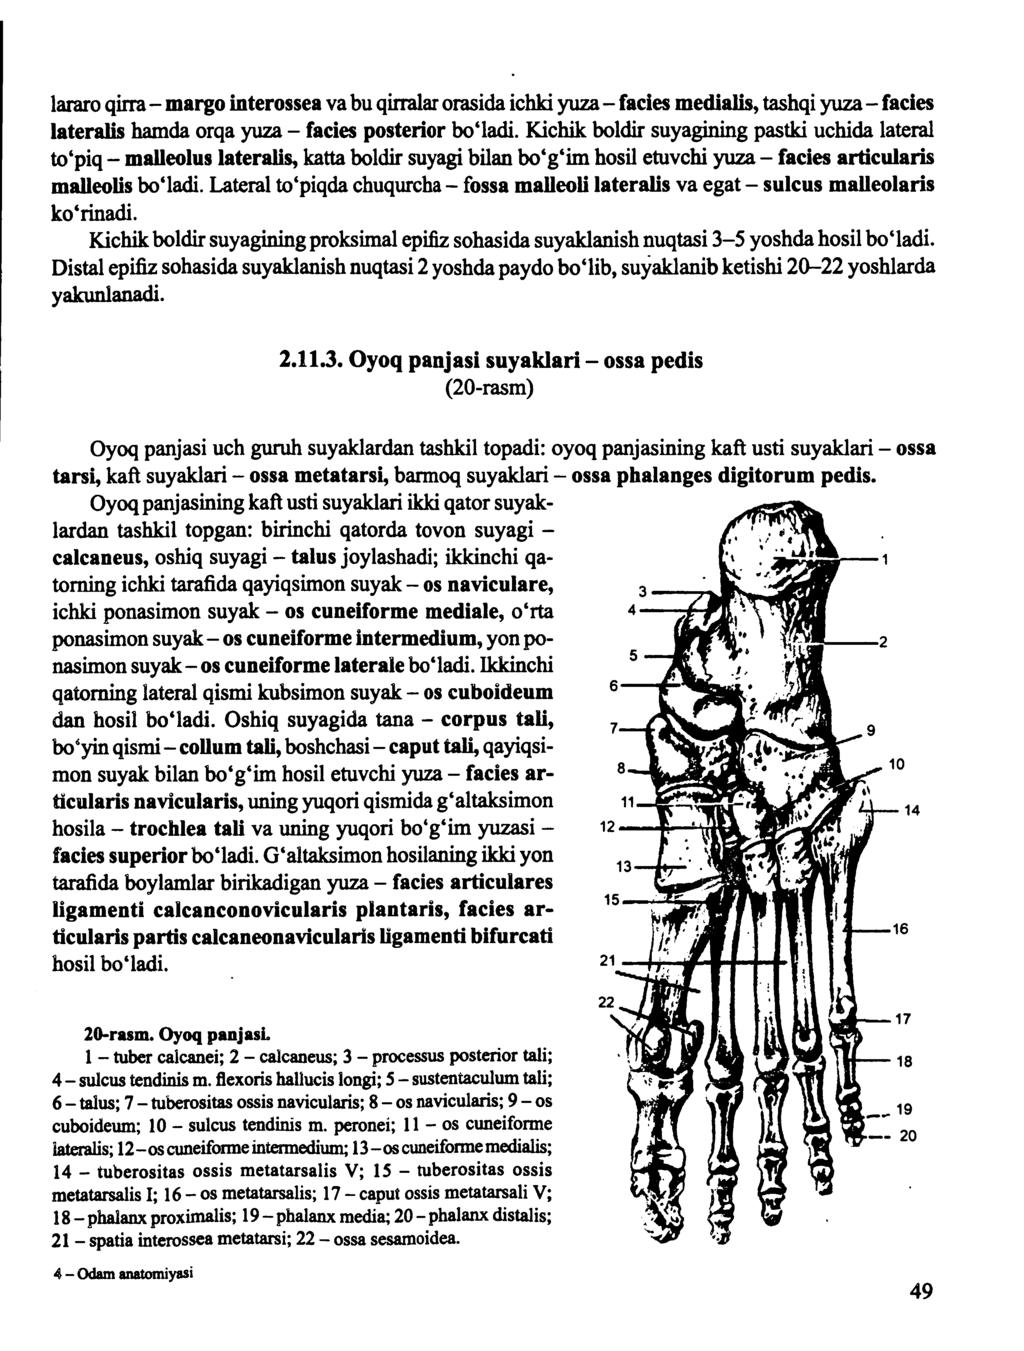 lararo qirra – margo interossea va bu qirralar orasida ichki yuza – facies medialis, tashqi yuza – facies
lateralis hamda orqa yuza – facies posterior bo‘ladi. Kichik boldir suyagining pastki uchida lateral
to‘piq – malleolus lateralis, katta boldir suyagi bilan bo‘g‘im hosil etuvchi yuza – facies articularis
malleolis bo‘ladi. Lateral to‘piqda chuqurcha – fossa malleoli lateralis va egat – sulcus malleolaris
ko‘rinadi.
Kichik boldir suyagining proksimal epifiz sohasida suyaklanish nuqtasi 3–5 yoshda hosil bo‘ladi.
Distal epifiz sohasida suyaklanish nuqtasi 2 yoshda paydo bo‘lib, suyaklanib ketishi 20–22 yoshlarda
yakunlanadi.
2.11.3. Oyoq panjasi suyaklari – ossa pedis
(20-rasm)
Oyoq panjasi uch guruh suyaklardan tashkil topadi: oyoq panjasining kaft usti suyaklari – ossa
tarsi, kaft suyaklari – ossa metatarsi, barmoq suyaklari – ossa phalanges digitorum pedis.
Oyoq panjasining kaft usti suyaklari ikki qator suyak-
lardan tashkil topgan: birinchi qatorda tovon suyagi –
calcaneus, oshiq suyagi – talus joylashadi; ikkinchi qa-
torning ichki tarafida qayiqsimon suyak – os naviculare,
ichki ponasimon suyak – os cuneiforme mediale, o‘rta
ponasimon suyak – os cuneiforme intermedium, yon po-
nasimon suyak – os cuneiforme laterale bo‘ladi. Ikkinchi
qatorning lateral qismi kubsimon suyak – os cuboideum
dan hosil bo‘ladi. Oshiq suyagida tana – corpus tali,
bo‘yin qismi – collum tali, boshchasi – caput tali, qayiqsi-
mon suyak bilan bo‘g‘im hosil etuvchi yuza – facies ar-
ticularis navicularis, uning yuqori qismida g‘altaksimon
hosila – trochlea tali va uning yuqori bo‘g‘im yuzasi –
facies superior bo‘ladi. G‘altaksimon hosilaning ikki yon
tarafida boylamlar birikadigan yuza – facies articulares
ligamenti calcanconovicularis plantaris, facies ar-
ticularis partis calcaneonavicularis ligamenti bifurcati
hosil bo‘ladi.
20-rasm. Oyoq panjasi.
1 – tuber calcanei; 2 – calcaneus; 3 – processus posterior tali;
4 – sulcus tendinis m. flexoris hallucis longi; 5 – sustentaculum tali;
6 – talus; 7 – tuberositas ossis navicularis; 8 – os navicularis; 9 – os
cuboideum; 10 – sulcus tendinis m. peronei; 11 – os cuneiforme
lateralis; 12 – os cuneiforme intermedium; 13 – os cuneiforme medialis;
14 – tuberositas ossis metatarsalis V; 15 – tuberositas ossis
metatarsalis I; 16 – os metatarsalis; 17 – caput ossis metatarsali V;
18 – phalanx proximalis; 19 – phalanx media; 20 – phalanx distalis;
21 – spatia interossea metatarsi; 22 – ossa sesamoidea.
1
3
4
2
5
6
7
9
8
10
11
14
12
13
15
16
21
22
17
18
19
20
4 – Odam anatomiyasi
49